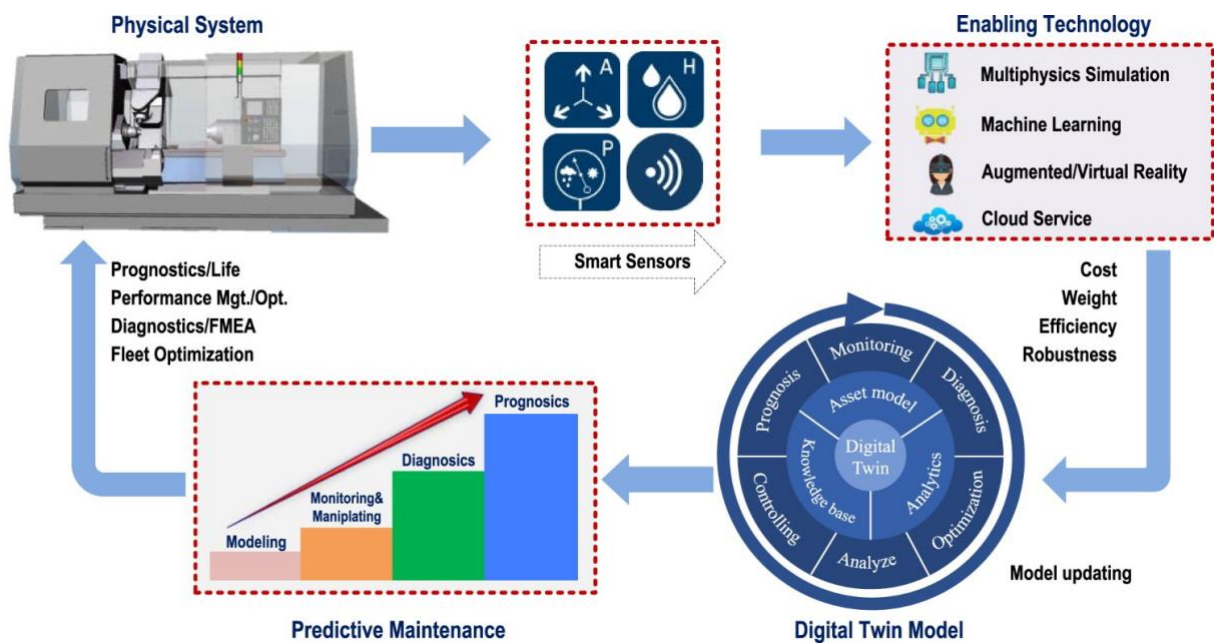 Physical System
Enabling Technology
A
H
P
Multiphysics Simulation
Machine Learning
Augmented/Virtual Reality
Cloud Service
Smart Sensors
Prognostics/Life
Performance Mgt./Opt.
Diagnostics/FMEA
Fleet Optimization
Cost
Weight
Efficiency
Robustness
Modeling
Monitoring&
Maniplating
Diagnosics
Prognosics
Monitoring
Diagnosis
Optimization
Analyze
Controlling
Prognosis
Asset model
Analytics
Knowledge base
Digital
Twin
Model updating
Predictive Maintenance
Digital Twin Model